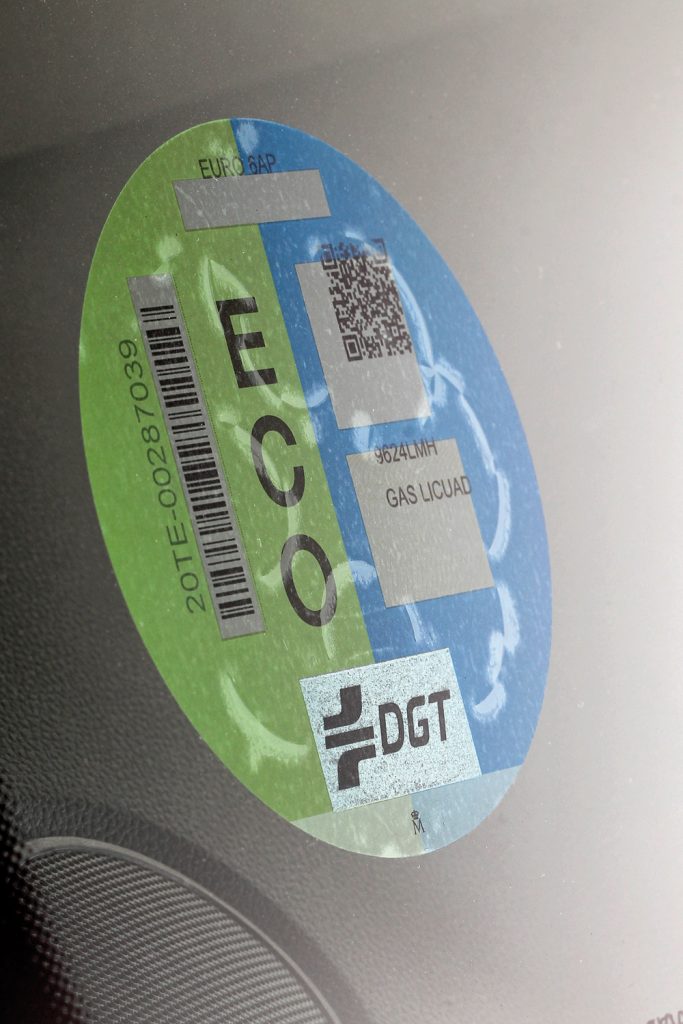 EURO 6AP
20TE-00287039
ECO
9624LMH
GAS LICUAD
DGT
M